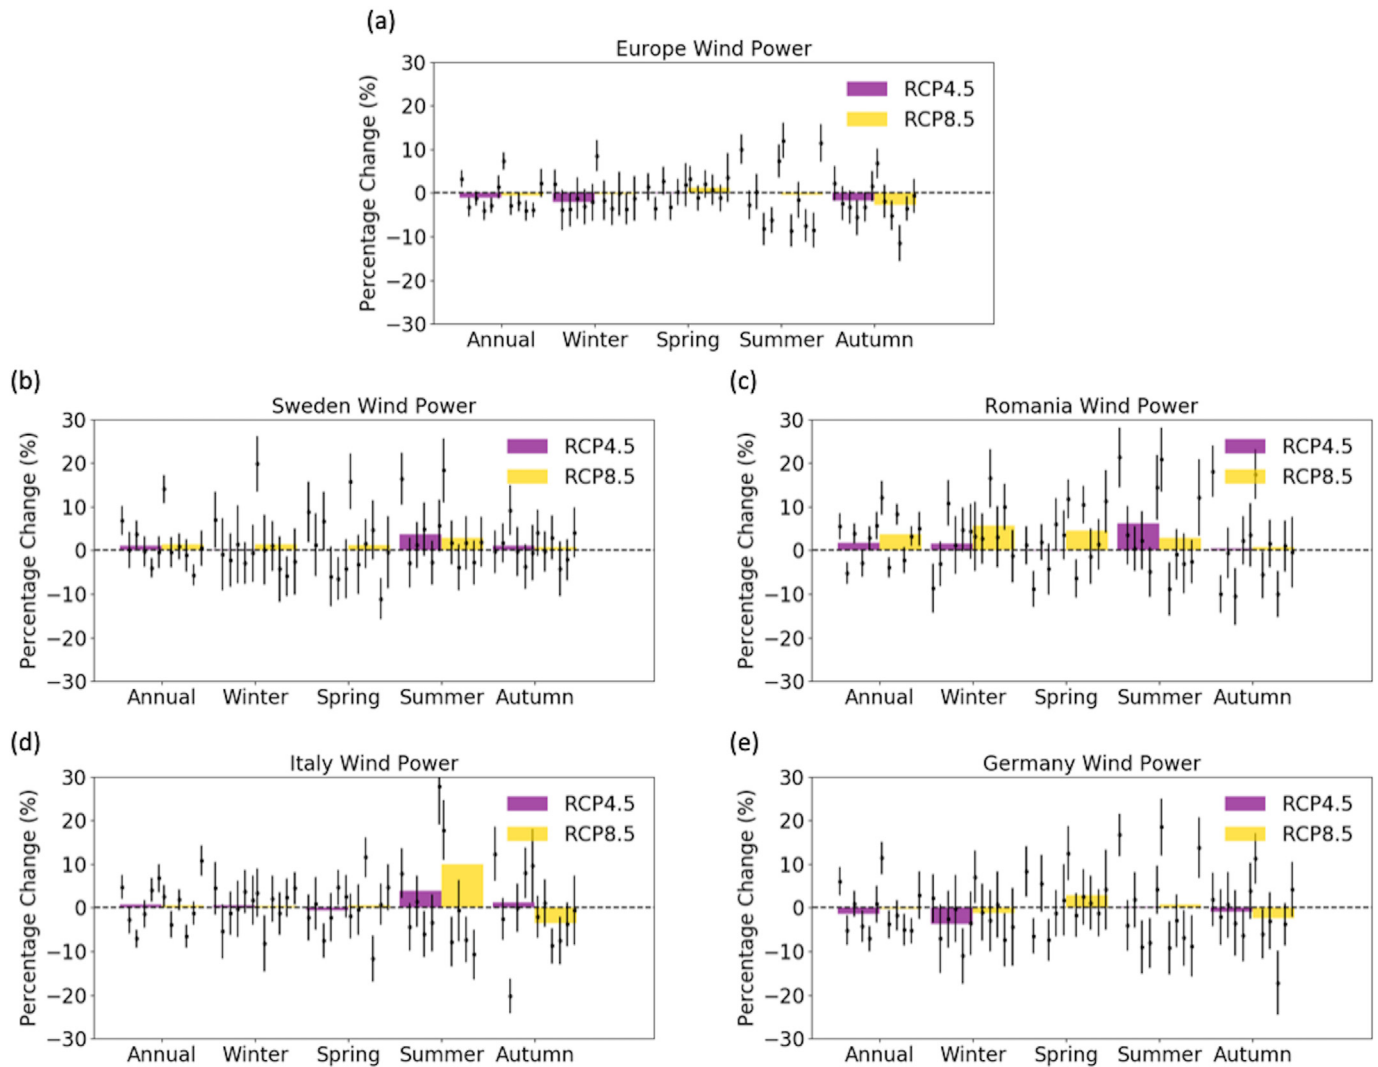 (a)
Europe Wind Power
Percentage Change (%)
30
20
10
0
−10
−20
−30
RCP4.5
RCP8.5
Annual Winter Spring Summer Autumn
(b)
Sweden Wind Power
Percentage Change (%)
30
20
10
0
−10
−20
−30
RCP4.5
RCP8.5
Annual Winter Spring Summer Autumn
(c)
Romania Wind Power
Percentage Change (%)
30
20
10
0
−10
−20
−30
RCP4.5
RCP8.5
Annual Winter Spring Summer Autumn
(d)
Italy Wind Power
Percentage Change (%)
30
20
10
0
−10
−20
−30
RCP4.5
RCP8.5
Annual Winter Spring Summer Autumn
(e)
Germany Wind Power
Percentage Change (%)
30
20
10
0
−10
−20
−30
RCP4.5
RCP8.5
Annual Winter Spring Summer Autumn